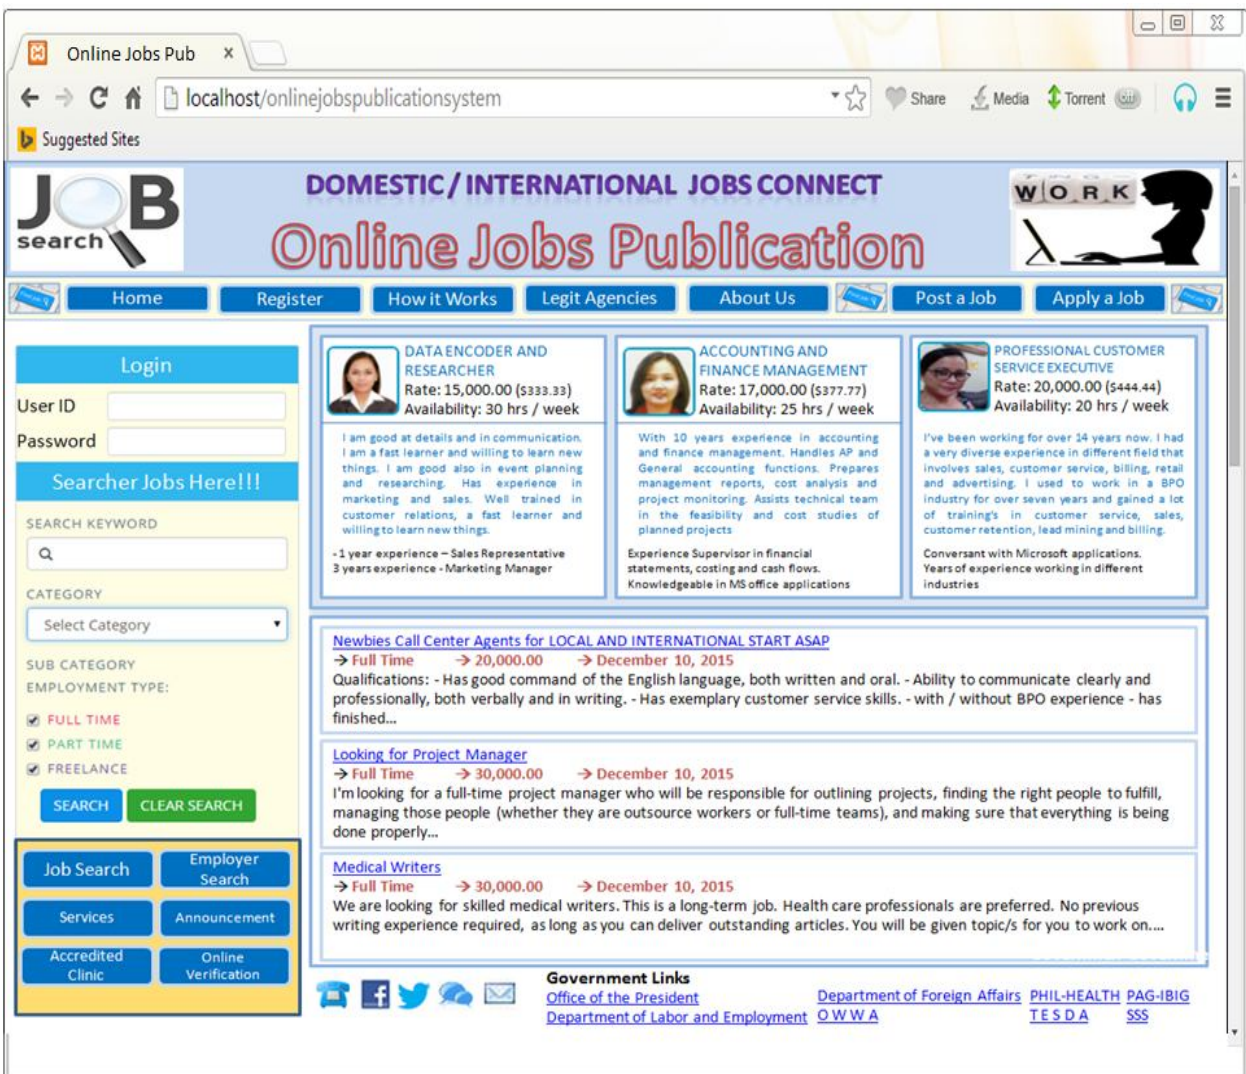 Online Jobs Pub
localhost/onlinejobspublicationsystem
Share
Media
Torrent
off
Suggested Sites
JOB
search
DOMESTIC / INTERNATIONAL JOBS CONNECT
Online Jobs Publication
WORK
Home
Register
How it Works
Legit Agencies
About Us
Post a Job
Apply a Job
Login
User ID
Password
Searcher Jobs Here!!!
SEARCH KEYWORD
CATEGORY
Select Category
SUB CATEGORY
EMPLOYMENT TYPE:
FULL TIME
PART TIME
FREELANCE
SEARCH
CLEAR SEARCH
Job Search
Employer
Search
Services
Announcement
Accredited
Clinic
Online
Verification
DATA ENCODER AND
RESEARCHER
Rate: 15,000.00 ($333.33)
Availability: 30 hrs / week
I am good at details and in communication.
I am a fast learner and willing to learn new
things. I am good also in event planning
and researching. Has experience in
marketing and sales. Well trained in
customer relations, a fast learner and
willing to learn new things.
- 1 year experience – Sales Representative
3 years experience - Marketing Manager
ACCOUNTING AND
FINANCE MANAGEMENT
Rate: 17,000.00 ($377.77)
Availability: 25 hrs / week
With 10 years experience in accounting
and finance management. Handles AP and
General accounting functions. Prepares
management reports, cost analysis and
project monitoring. Assists technical team
in the feasibility and cost studies of
planned projects
Experience Supervisor in financial
statements, costing and cash flows.
Knowledgeable in MS office applications
PROFESSIONAL CUSTOMER
SERVICE EXECUTIVE
Rate: 20,000.00 ($444.44)
Availability: 20 hrs / week
I've been working for over 14 years now. I had
a very diverse experience in different field that
involves sales, customer service, billing, retail
and advertising. I used to work in a BPO
industry for over seven years and gained a lot
of training's in customer service, sales,
customer retention, lead mining and billing.
Conversant with Microsoft applications.
Years of experience working in different
industries
Newbies Call Center Agents for LOCAL AND INTERNATIONAL START ASAP
→ Full Time → 20,000.00 → December 10, 2015
Qualifications: - Has good command of the English language, both written and oral. - Ability to communicate clearly and
professionally, both verbally and in writing. - Has exemplary customer service skills. - with / without BPO experience - has
finished...
Looking for Project Manager
→ Full Time → 30,000.00 → December 10, 2015
I'm looking for a full-time project manager who will be responsible for outlining projects, finding the right people to fulfill,
managing those people (whether they are outsource workers or full-time teams), and making sure that everything is being
done properly...
Medical Writers
→ Full Time → 30,000.00 → December 10, 2015
We are looking for skilled medical writers. This is a long-term job. Health care professionals are preferred. No previous
writing experience required, as long as you can deliver outstanding articles. You will be given topic/s for you to work on....
Government Links
Office of the President
Department of Labor and Employment
Department of Foreign Affairs
O W W A
PHIL-HEALTH
T E S D A
PAG-IBIG
SSS